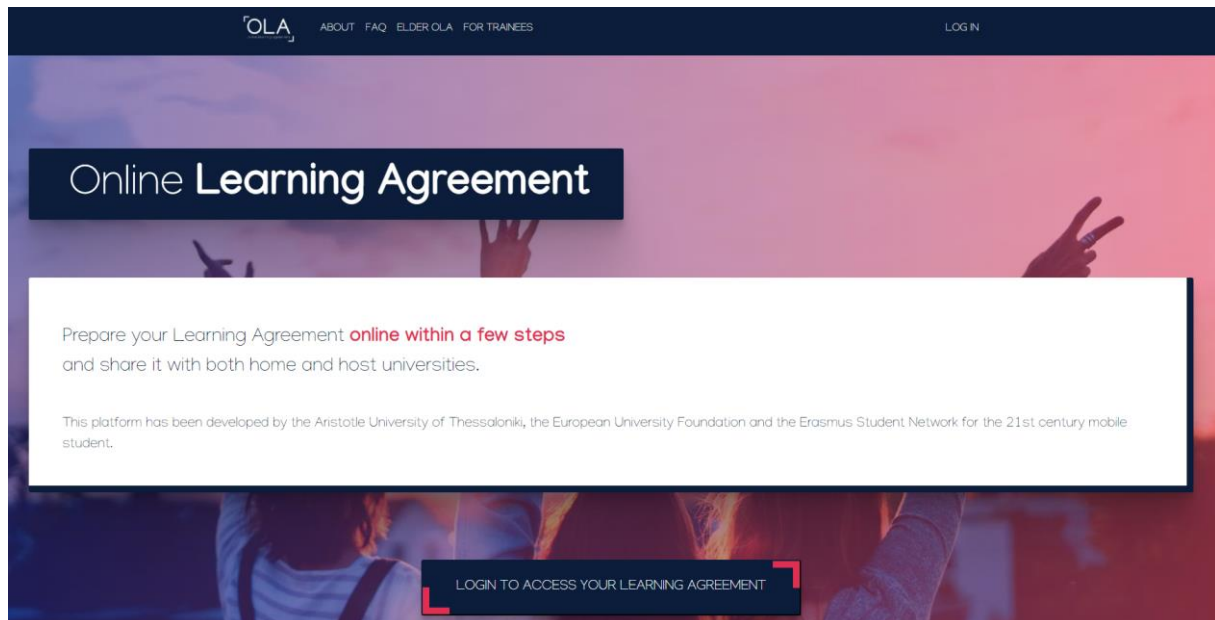 OLA
ABOUT FAQ ELDER OLA FOR TRAINEES
LOG IN
Online Learning Agreement
Prepare your Learning Agreement online within a few steps
and share it with both home and host universities.
This platform has been developed by the Aristotle University of Thessaloniki, the European University Foundation and the Erasmus Student Network for the 21st century mobile
student.
LOGIN TO ACCESS YOUR LEARNING AGREEMENT